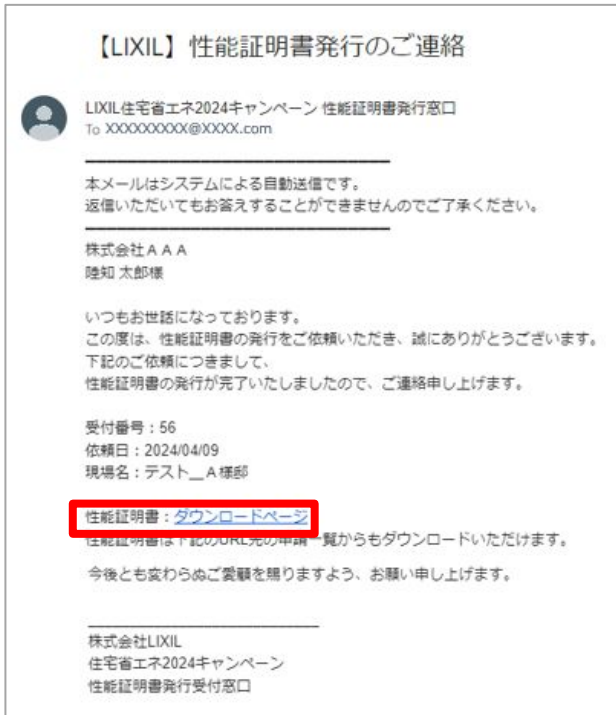 【LIXIL】性能証明書発行のご連絡
LIXIL住宅省エネ2024キャンペーン 性能証明書発行窓口
To XXXXXXXXX@XXXX.com
本メールはシステムによる自動送信です。
返信いただいてもお答えすることができませんのでご了承ください。
株式会社ＡＡＡ
陸知 太郎様
いつもお世話になっております。
この度は、性能証明書の発行をご依頼いただき、誠にありがとうございます。
下記のご依頼につきまして、
性能証明書の発行が完了いたしましたので、ご連絡申し上げます。
受付番号：56
依頼日：2024/04/09
現場名：テスト＿Ａ様邸
性能証明書：ダウンロードページ
性能証明書は下記のURL先の申請一覧からもダウンロードいただけます。
今後とも変わらぬご愛顧を賜りますよう、お願い申し上げます。
株式会社LIXIL
住宅省エネ2024キャンペーン
性能証明書発行受付窓口